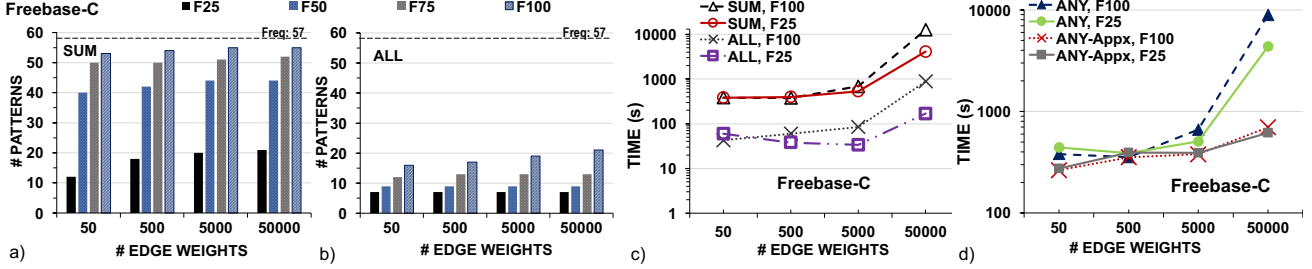 Freebase-C
F25 F50 F75 F100
60
50
40
30
20
10
0
# PATTERNS
SUM
Freq: 57
50 500 5000 50000
# EDGE WEIGHTS
a)
60
50
40
30
20
10
0
# PATTERNS
ALL
Freq: 57
50 500 5000 50000
# EDGE WEIGHTS
b)
SUM, F100
SUM, F25
ALL, F100
ALL, F25
10000
1000
100
10
1
TIME (s)
Freebase-C
50 500 5000 50000
# EDGE WEIGHTS
c)
ANY, F100
ANY, F25
ANY-Appx, F100
ANY-Appx, F25
10000
1000
100
TIME (s)
Freebase-C
50 500 5000 50000
# EDGE WEIGHTS
d)